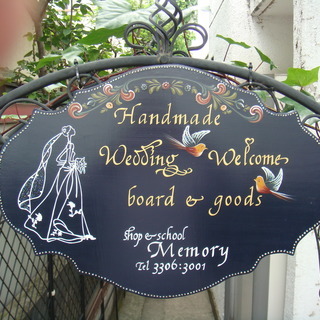 Handmade
Wedding Welcome
board & goods
shop & school
Memory
Tel 3306-3001